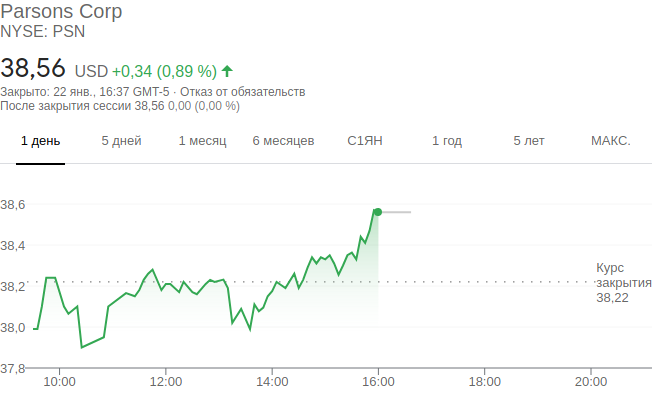 Parsons Corp
NYSE: PSN
38,56 USD +0,34 (0,89 %)
Закрыто: 22 янв., 16:37 GMT-5 · Отказ от обязательств
После закрытия сессии 38,56 0,00 (0,00 %)
1 день 5 дней 1 месяц 6 месяцев С1ЯН 1 год 5 лет МАКС.
38,6
38,4
38,2
38,0
37,8
Курс
закрытия
38,22
10:00 12:00 14:00 16:00 18:00 20:00